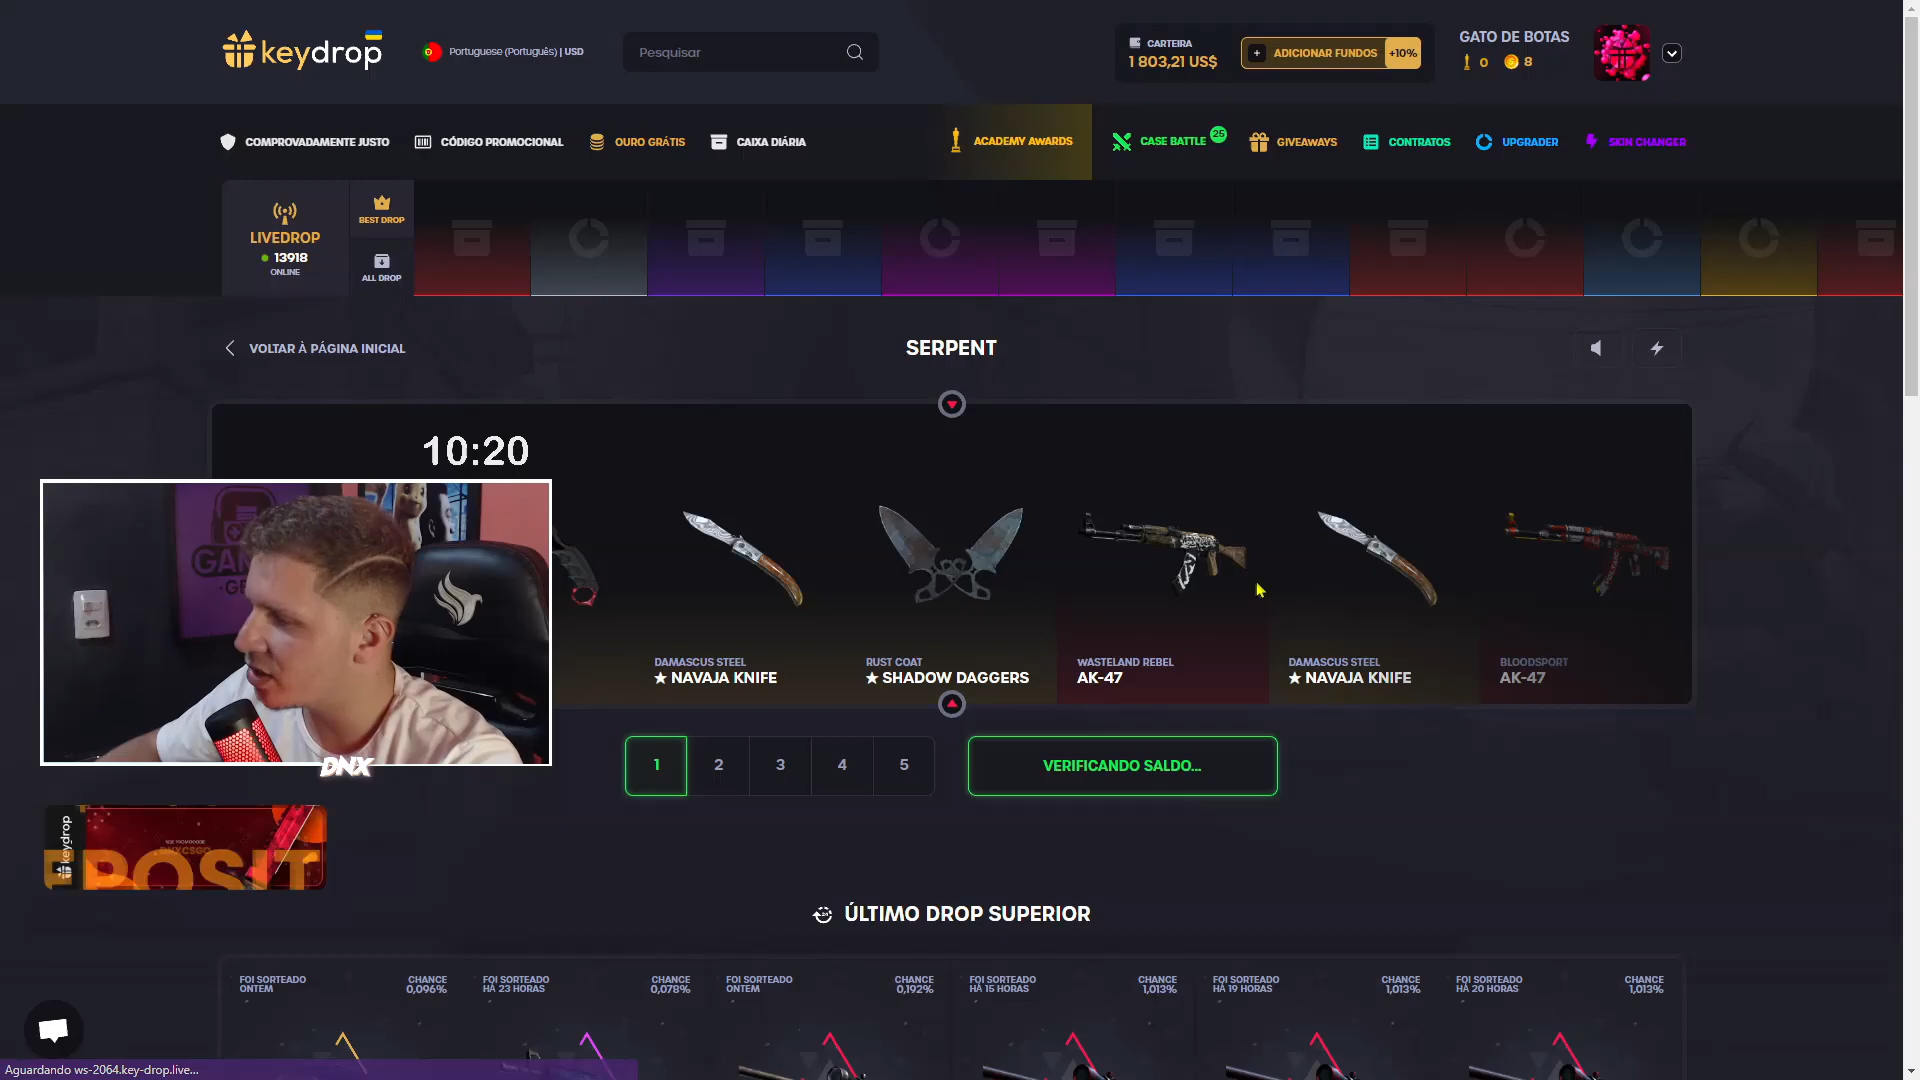 keydrop
Portuguese (Português) | USD
Pesquisar
CARTEIRA
1 803,21 US$
+ ADICIONAR FUNDOS +10%
GATO DE BOTAS
0 8
COMPROVADAMENTE JUSTO
CÓDIGO PROMOCIONAL
OURO GRÁTIS
CAIXA DIÁRIA
ACADEMY AWARDS
CASE BATTLE 25
GIVEAWAYS
CONTRATOS
UPGRADER
SKIN CHANGER
LIVEDROP
13918
ONLINE
BEST DROP
ALL DROP
VOLTAR À PÁGINA INICIAL
SERPENT
10:20
DAMASCUS STEEL
★ NAVAJA KNIFE
RUST COAT
★ SHADOW DAGGERS
WASTELAND REBEL
AK-47
DAMASCUS STEEL
★ NAVAJA KNIFE
BLOODSPORT
AK-47
DNX
1 2 3 4 5
VERIFICANDO SALDO...
keydrop
DNXCSGO
EPOSIT
ÚLTIMO DROP SUPERIOR
FOI SORTEADO
ONTEM
CHANCE
0,096%
FOI SORTEADO
HÁ 23 HORAS
CHANCE
0,078%
FOI SORTEADO
ONTEM
CHANCE
0,192%
FOI SORTEADO
HÁ 15 HORAS
CHANCE
1,013%
FOI SORTEADO
HÁ 19 HORAS
CHANCE
1,013%
FOI SORTEADO
HÁ 20 HORAS
CHANCE
1,013%
Aguardando ws-2064.key-drop.live...